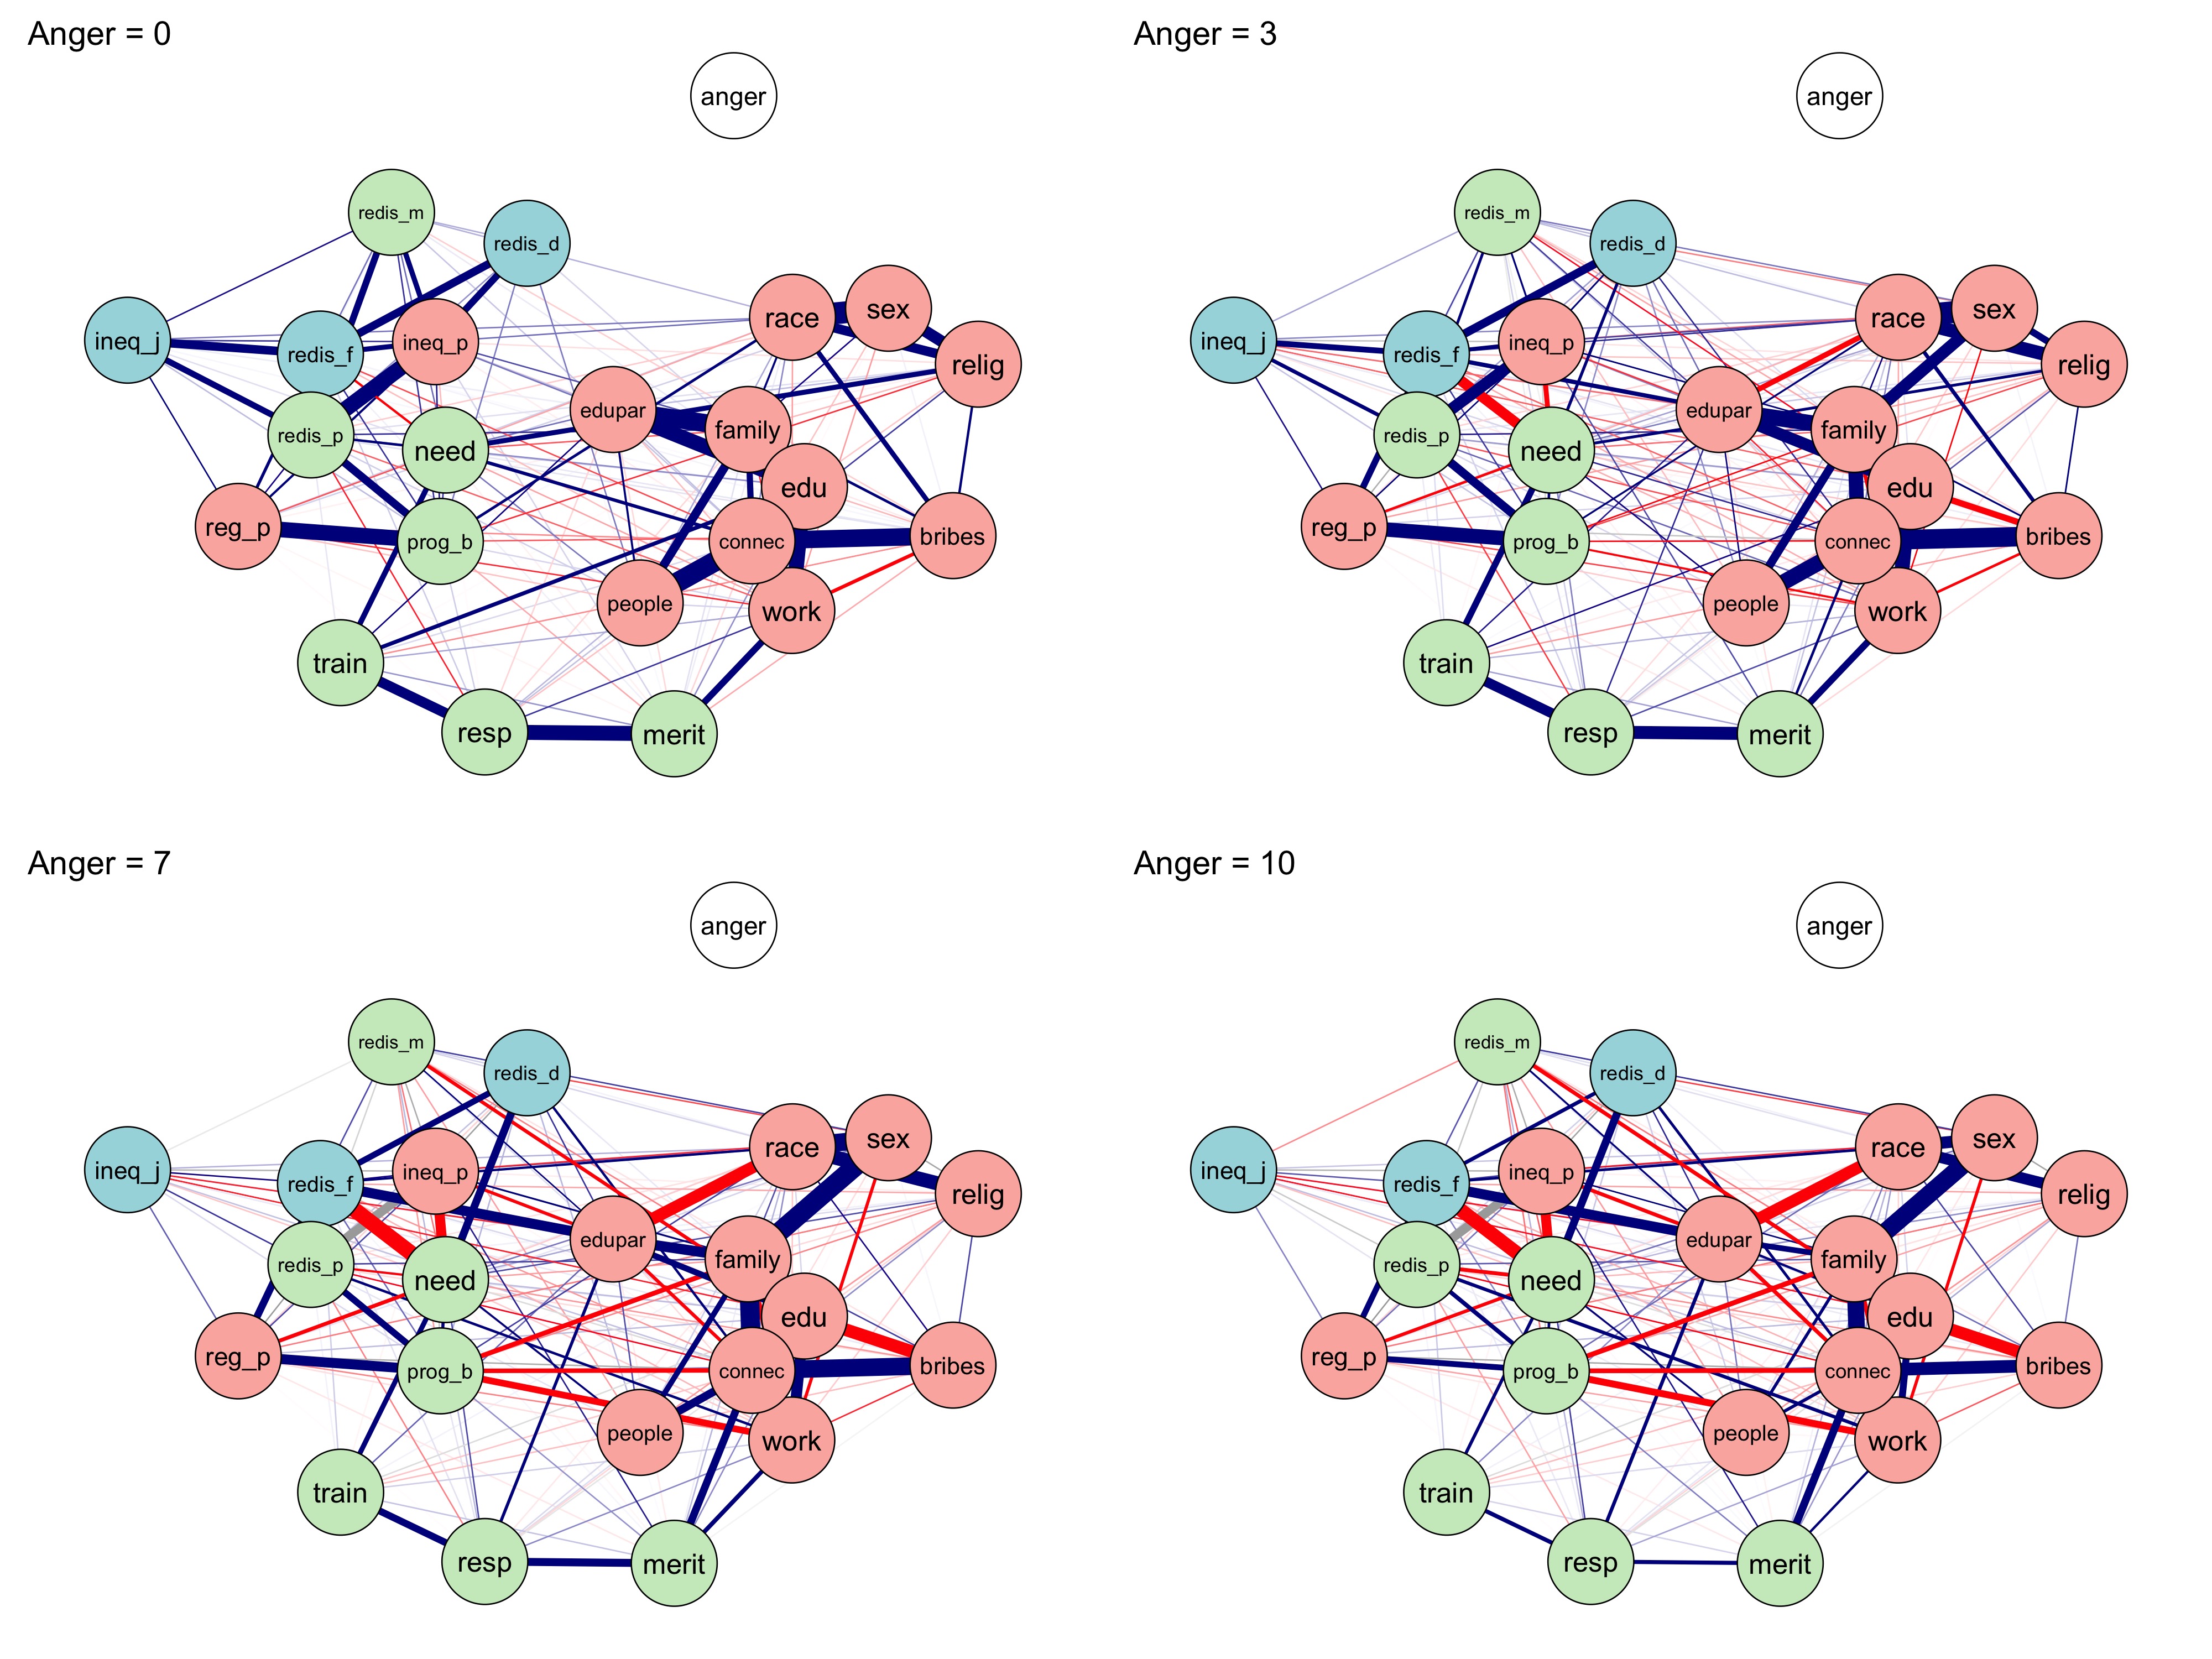 Anger = 0
anger
redis_m
redis_d
race
sex
ineq_j
redis_f
ineq_p
relig
edupar
family
redis_p
need
edu
reg_p
prog_b
connec
bribes
people
work
train
resp
merit
Anger = 3
anger
redis_m
redis_d
race
sex
ineq_j
redis_f
ineq_p
relig
edupar
family
redis_p
need
edu
reg_p
prog_b
connec
bribes
people
work
train
resp
merit
Anger = 7
anger
redis_m
redis_d
race
sex
ineq_j
redis_f
ineq_p
relig
edupar
family
redis_p
need
edu
reg_p
prog_b
connec
bribes
people
work
train
resp
merit
Anger = 10
anger
redis_m
redis_d
race
sex
ineq_j
redis_f
ineq_p
relig
edupar
family
redis_p
need
edu
reg_p
prog_b
connec
bribes
people
work
train
resp
merit